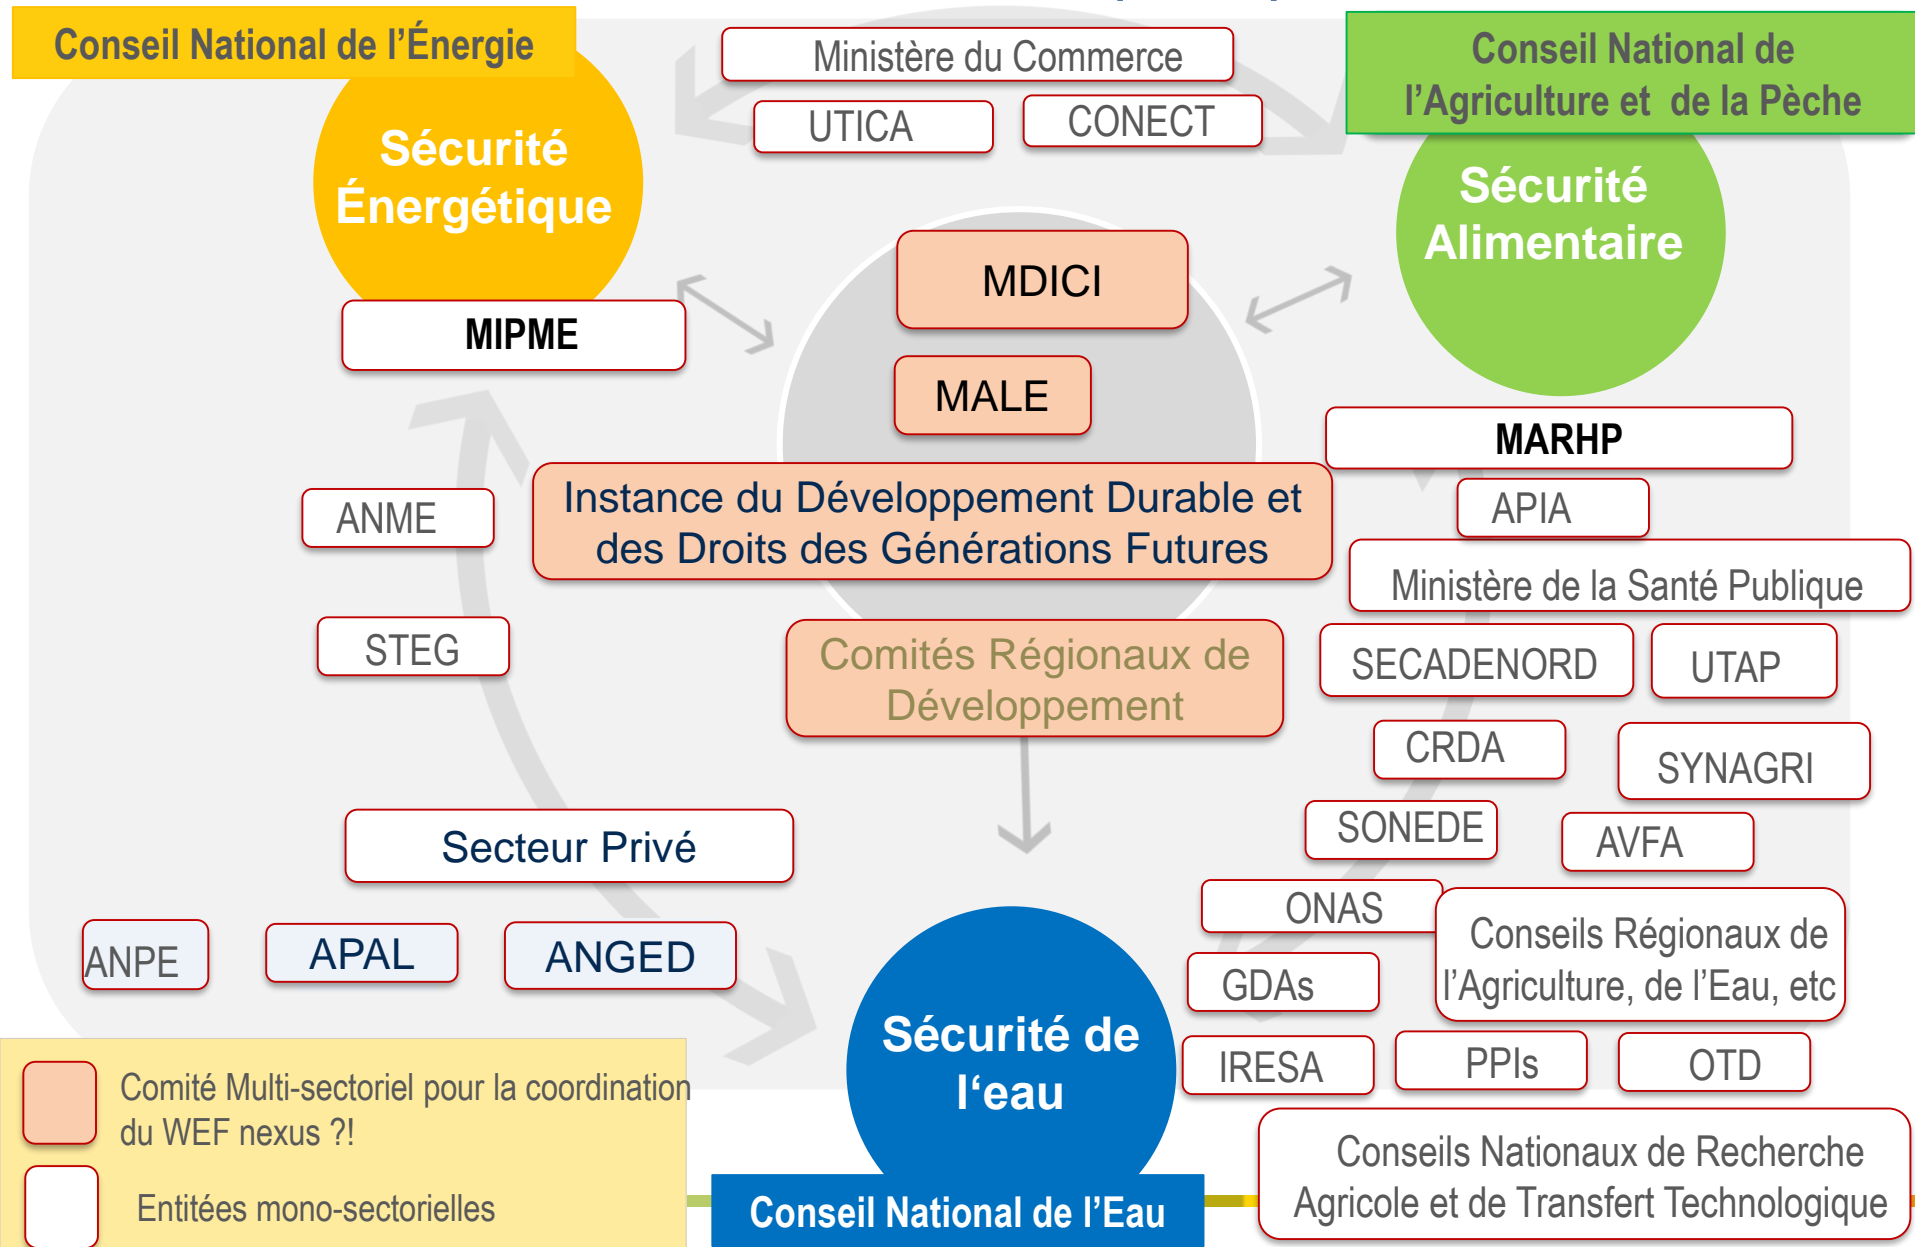 Conseil National de l’Énergie
Ministère du Commerce
UTICA
CONECT
Conseil National de
l’Agriculture et de la Pèche
Sécurité
Énergétique
Sécurité
Alimentaire
MDICI
MIPME
MALE
MARHP
Instance du Développement Durable et
des Droits des Générations Futures
ANME
APIA
Ministère de la Santé Publique
STEG
Comités Régionaux de
Développement
SECADENORD
UTAP
CRDA
SYNAGRI
Secteur Privé
SONEDE
AVFA
ONAS
Conseils Régionaux de
l’Agriculture, de l’Eau, etc
ANPE
APAL
ANGED
GDAs
Sécurité de
l‘eau
IRESA
PPIs
OTD
Comité Multi-sectoriel pour la coordination
du WEF nexus ?!
Entitées mono-sectorielles
Conseil National de l’Eau
Conseils Nationaux de Recherche
Agricole et de Transfert Technologique